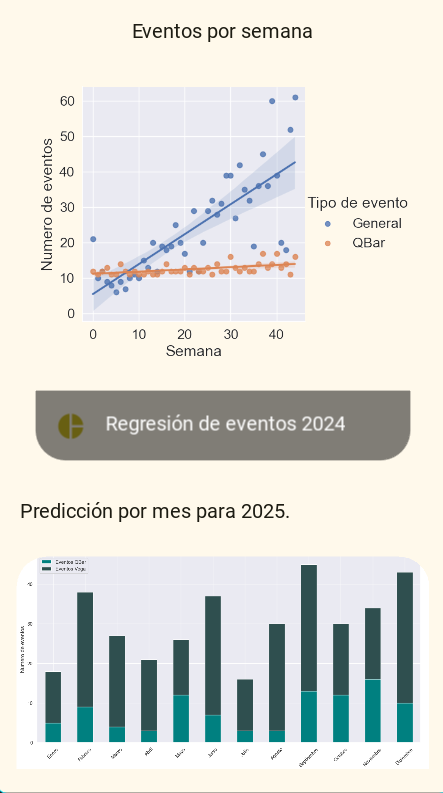 Eventos por semana
60
50
40
30
20
10
0
Numero de eventos
0
10
20
30
40
Semana
Tipo de evento
General
QBar
Regresión de eventos 2024
Predicción por mes para 2025.
Eventos QBar
Eventos Vega
Numero de eventos
Enero
Febrero
Marzo
Abril
Mayo
Junio
Agosto
Septiembre
Octubre
Noviembre
Diciembre